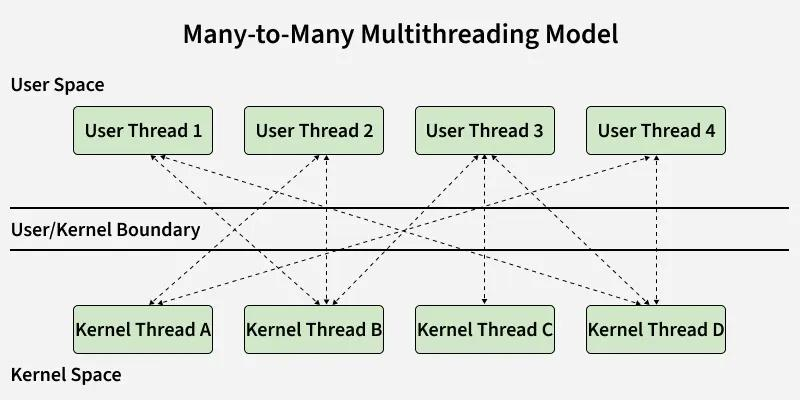 Many-to-Many Multithreading Model
User Space
User Thread 1
User Thread 2
User Thread 3
User Thread 4
User/Kernel Boundary
Kernel Thread A
Kernel Thread B
Kernel Thread C
Kernel Thread D
Kernel Space